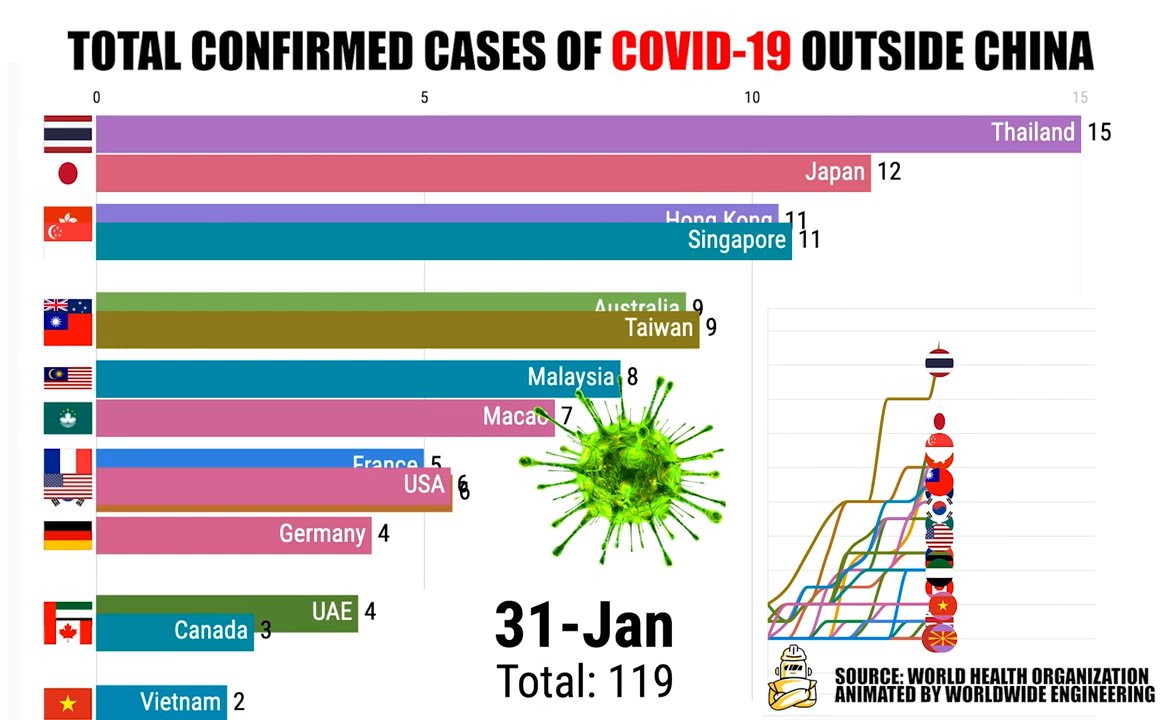 TOTAL CONFIRMED CASES OF COVID-19 OUTSIDE CHINA
0 5 10 15
Thailand 15
Japan 12
Hong Kong 11
Singapore 11
Australia 9
Taiwan 9
Malaysia 8
Macao 7
France 5
USA 6
6
Germany 4
UAE 4
Canada 3
Vietnam 2
31-Jan
Total: 119
SOURCE: WORLD HEALTH ORGANIZATION
ANIMATED BY WORLDWIDE ENGINEERING